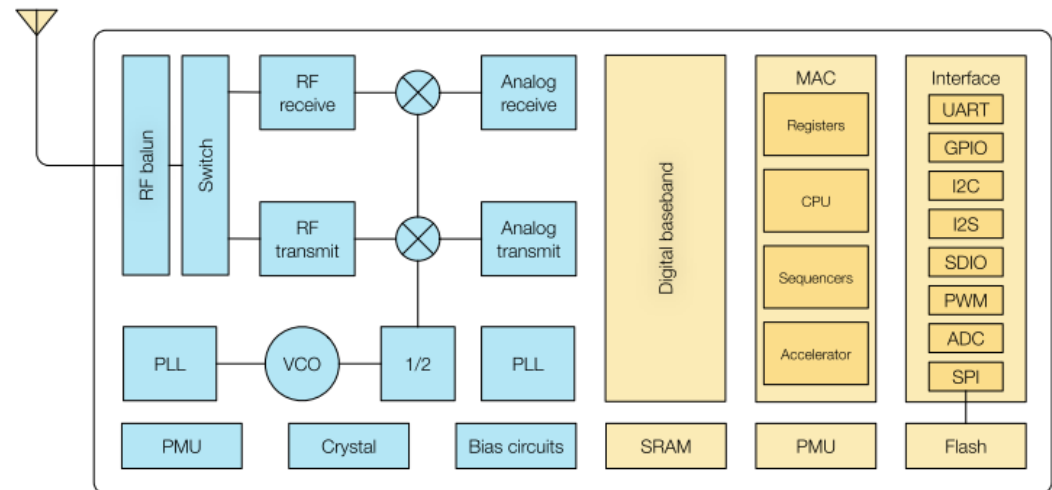 RF balun
Switch
RF
receive
Analog
receive
RF
transmit
Analog
transmit
PLL
VCO
1/2
PLL
PMU
Crystal
Bias circuits
Digital baseband
SRAM
MAC
Registers
CPU
Sequencers
Accelerator
PMU
Interface
UART
GPIO
I2C
I2S
SDIO
PWM
ADC
SPI
Flash